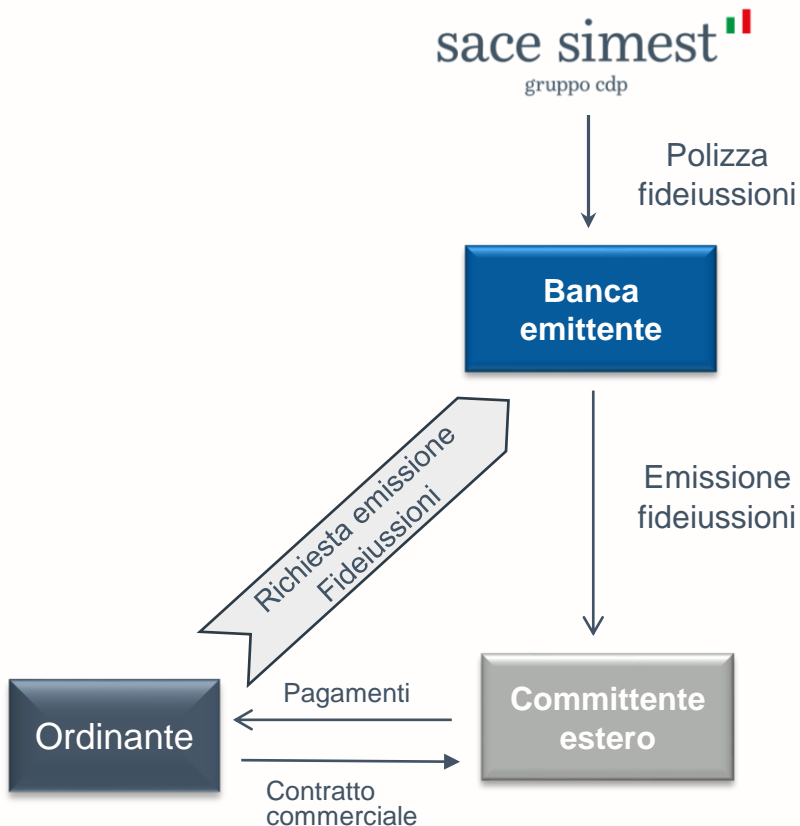 sace simest
gruppo cdp
Polizza
fideiussioni
Banca
emittente
Richiesta emissione
Fideiussioni
Emissione
fideiussioni
Ordinante
Pagamenti
Contratto
commerciale
Committente
estero